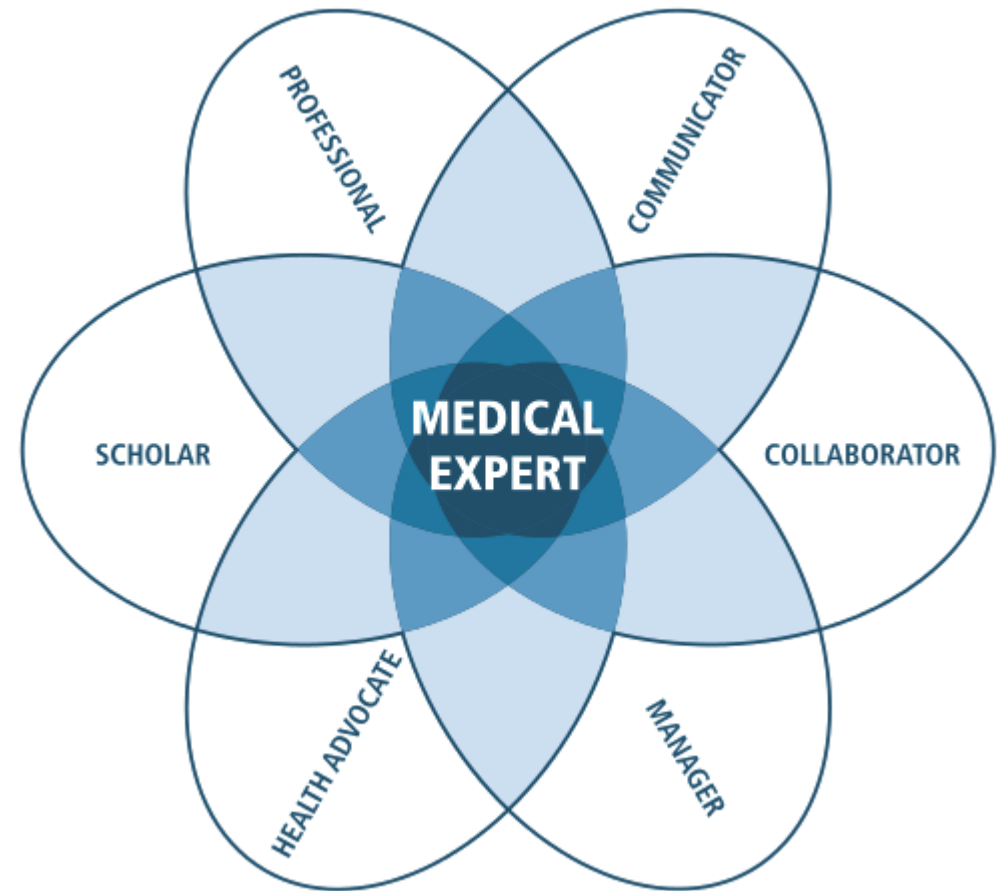 PROFESSIONAL
COMMUNICATOR
SCHOLAR
MEDICAL
EXPERT
COLLABORATOR
HEALTH ADVOCATE
MANAGER